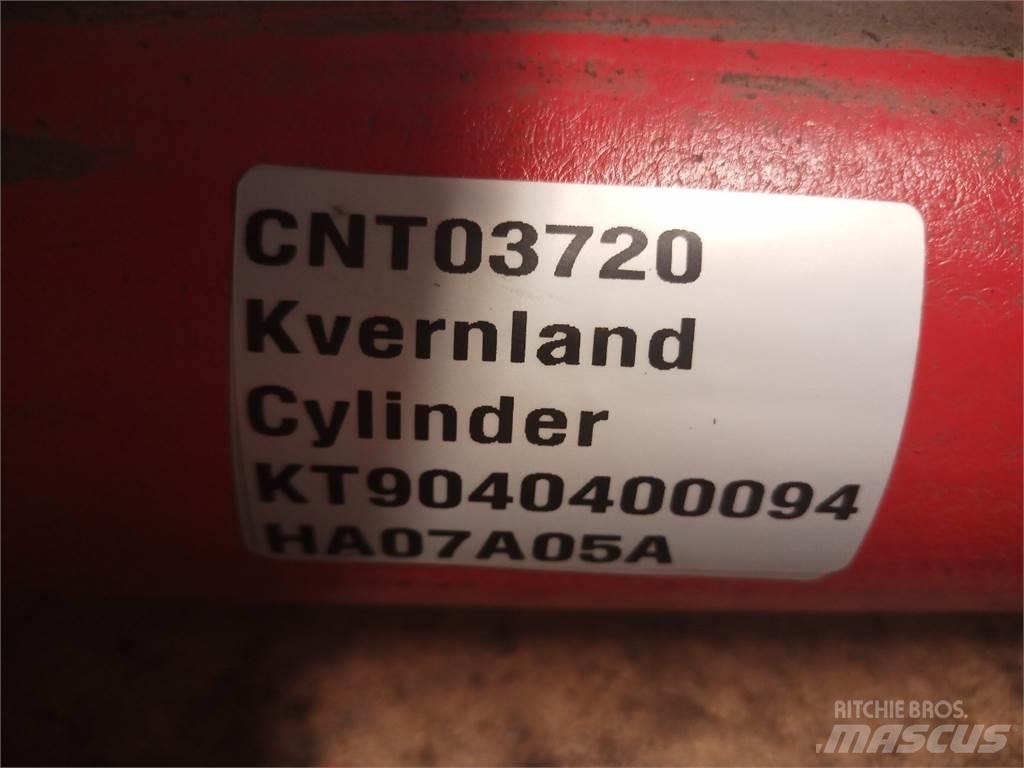 CNT03720
Kvernland
Cylinder
KT9040400094
HA07A05A
RITCHIE BROS.
MASCUS